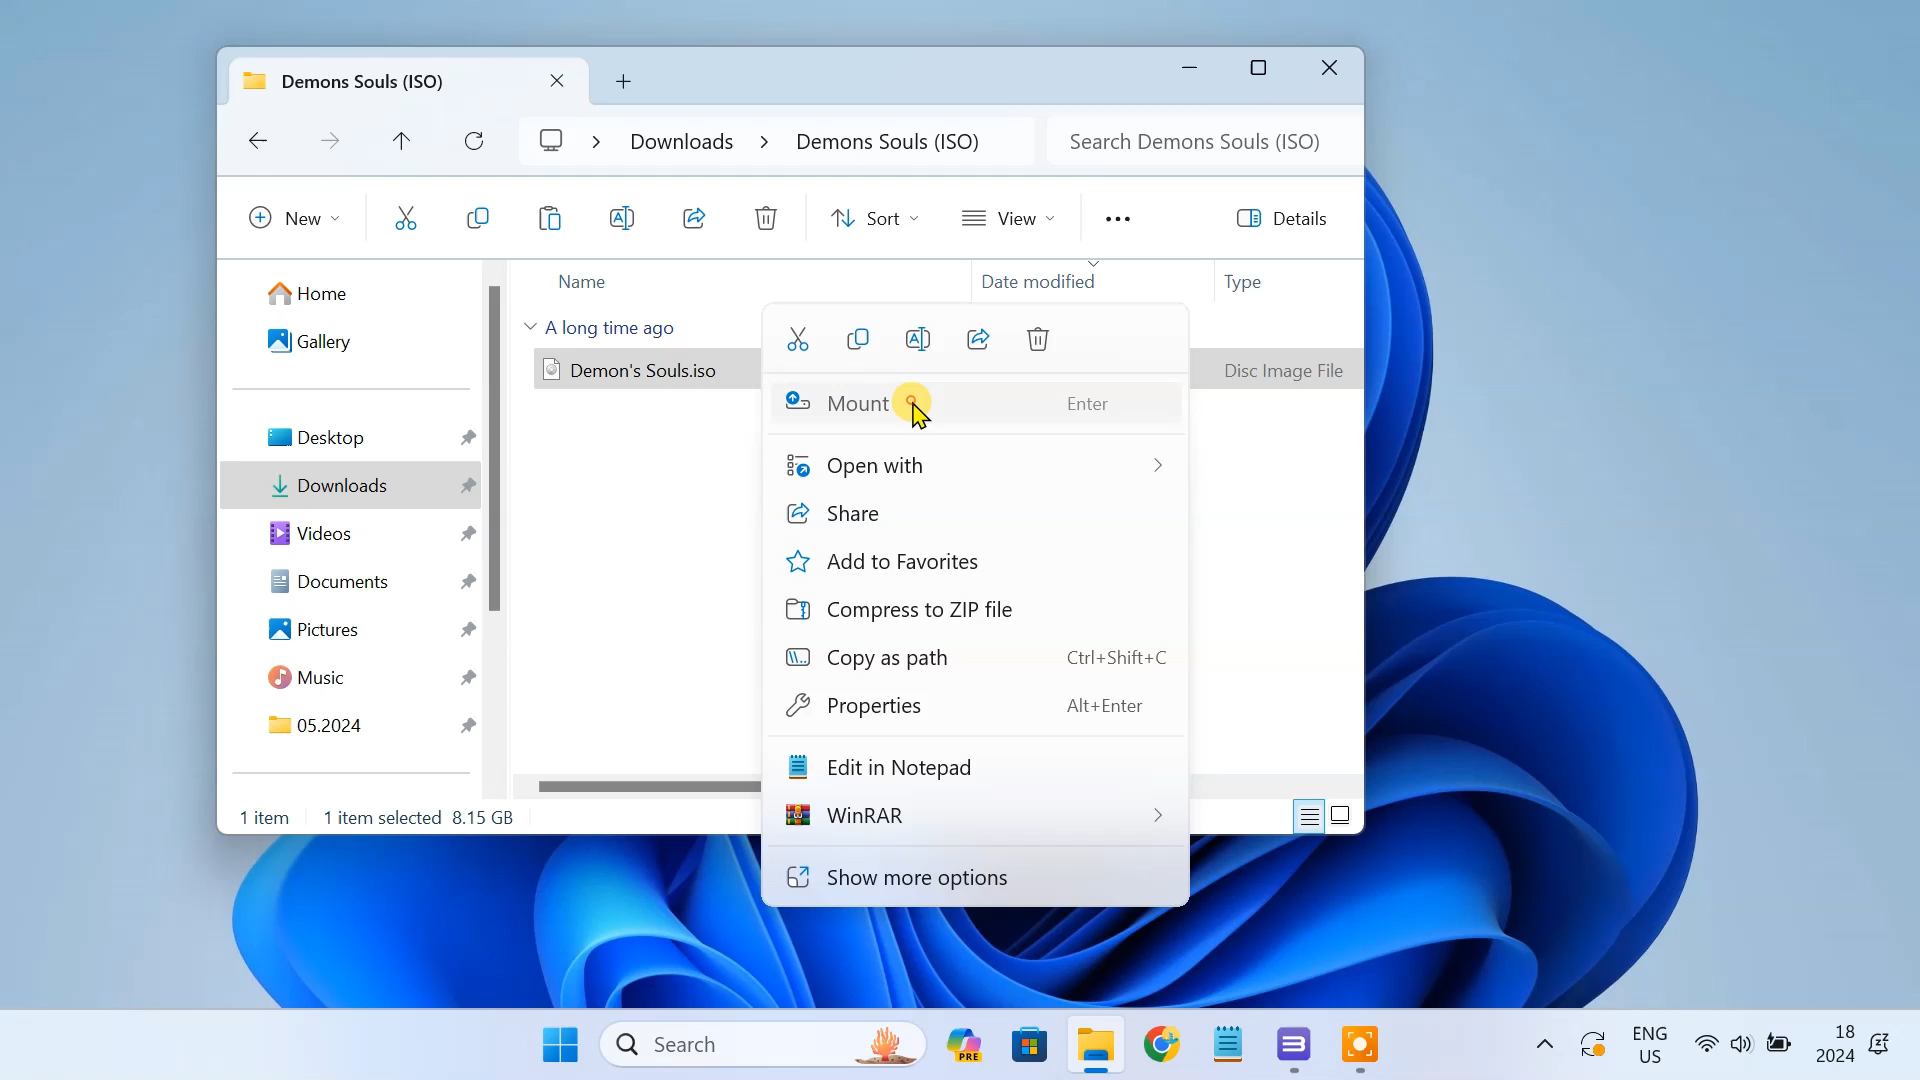 Demons Souls (ISO)
Downloads
Demons Souls (ISO)
Search Demons Souls (ISO)
New
Sort
View
Details
Home
Gallery
Desktop
Downloads
Videos
Documents
Pictures
Music
05.2024
Name
Date modified
Type
A long time ago
Demon's Souls.iso
Disc Image File
Mount
Enter
Open with
Share
Add to Favorites
Compress to ZIP file
Copy as path
Ctrl+Shift+C
Properties
Alt+Enter
Edit in Notepad
WinRAR
Show more options
1 item
1 item selected 8.15 GB
Search
PRE
ENG
US
18
2024